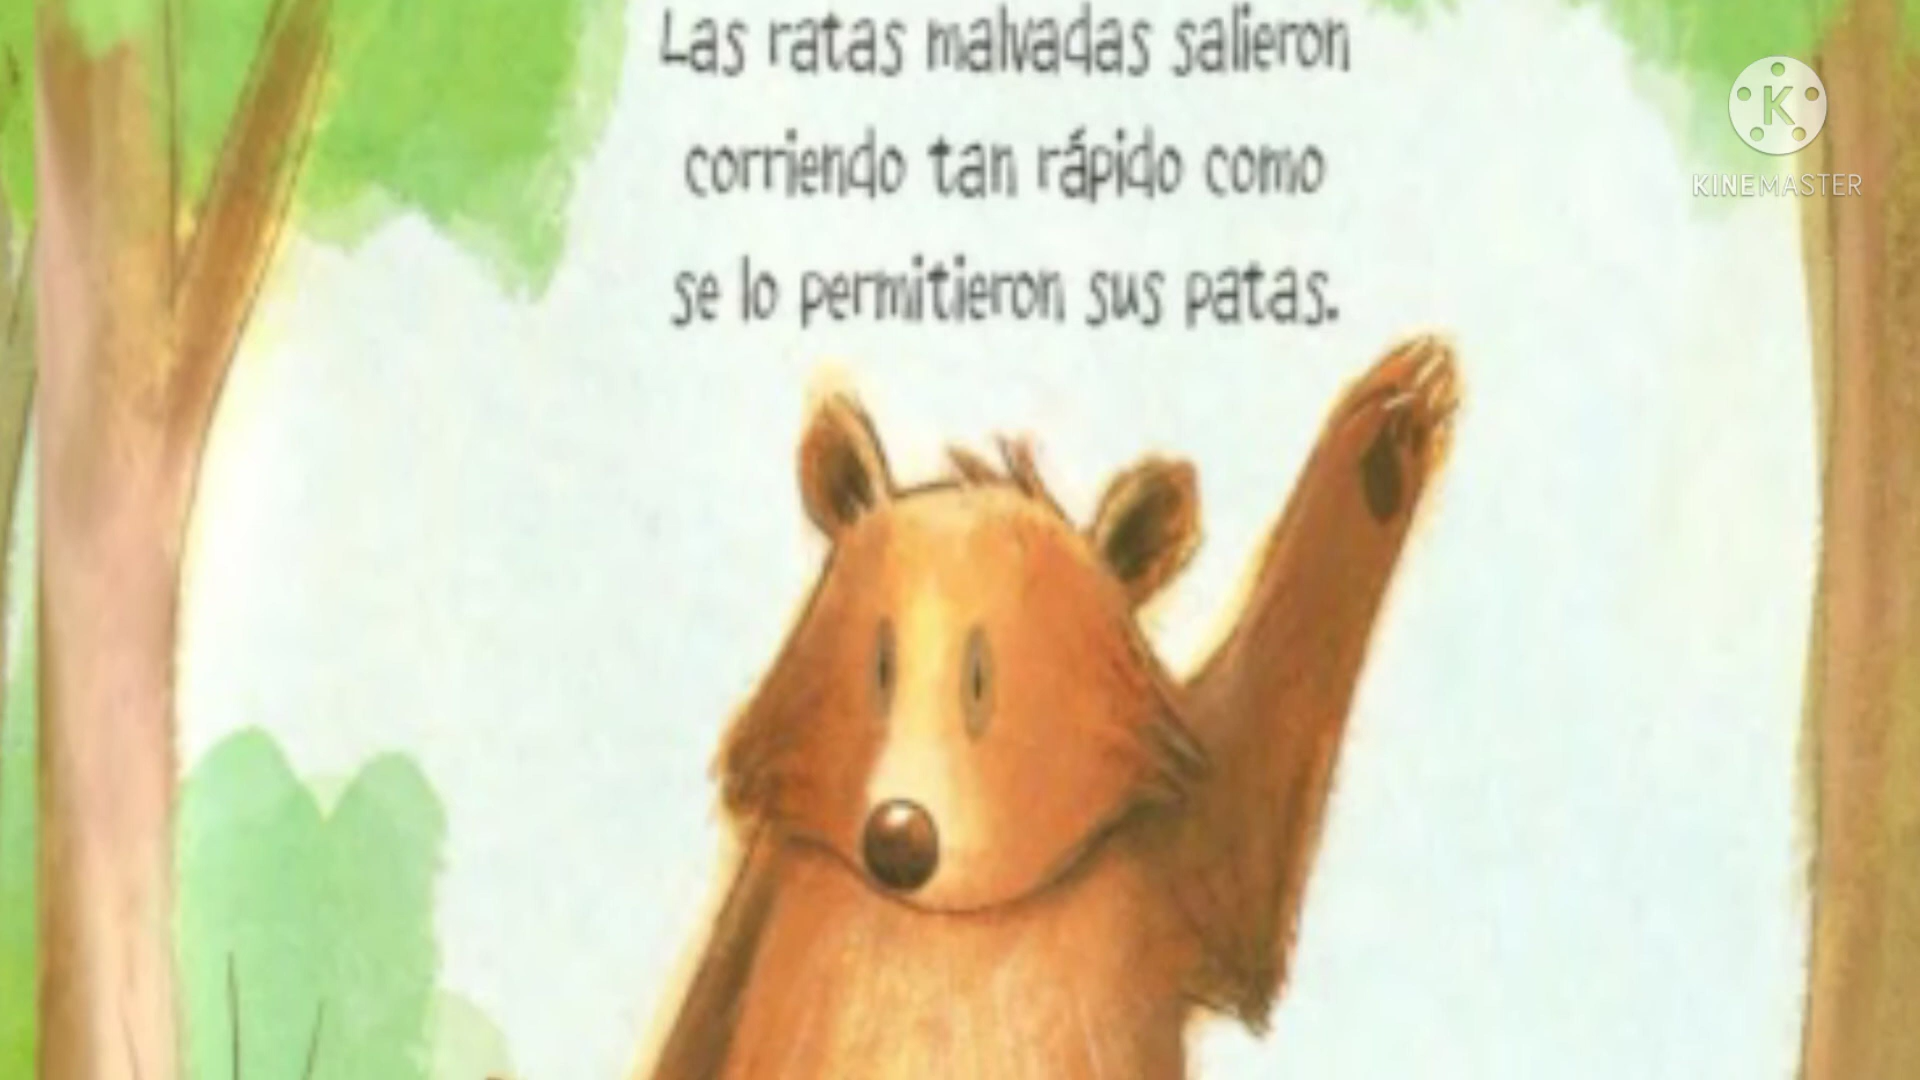 Las ratas malvadas salieron
corriendo tan rápido como
se lo permitieron sus patas.
K
KINEMASTER